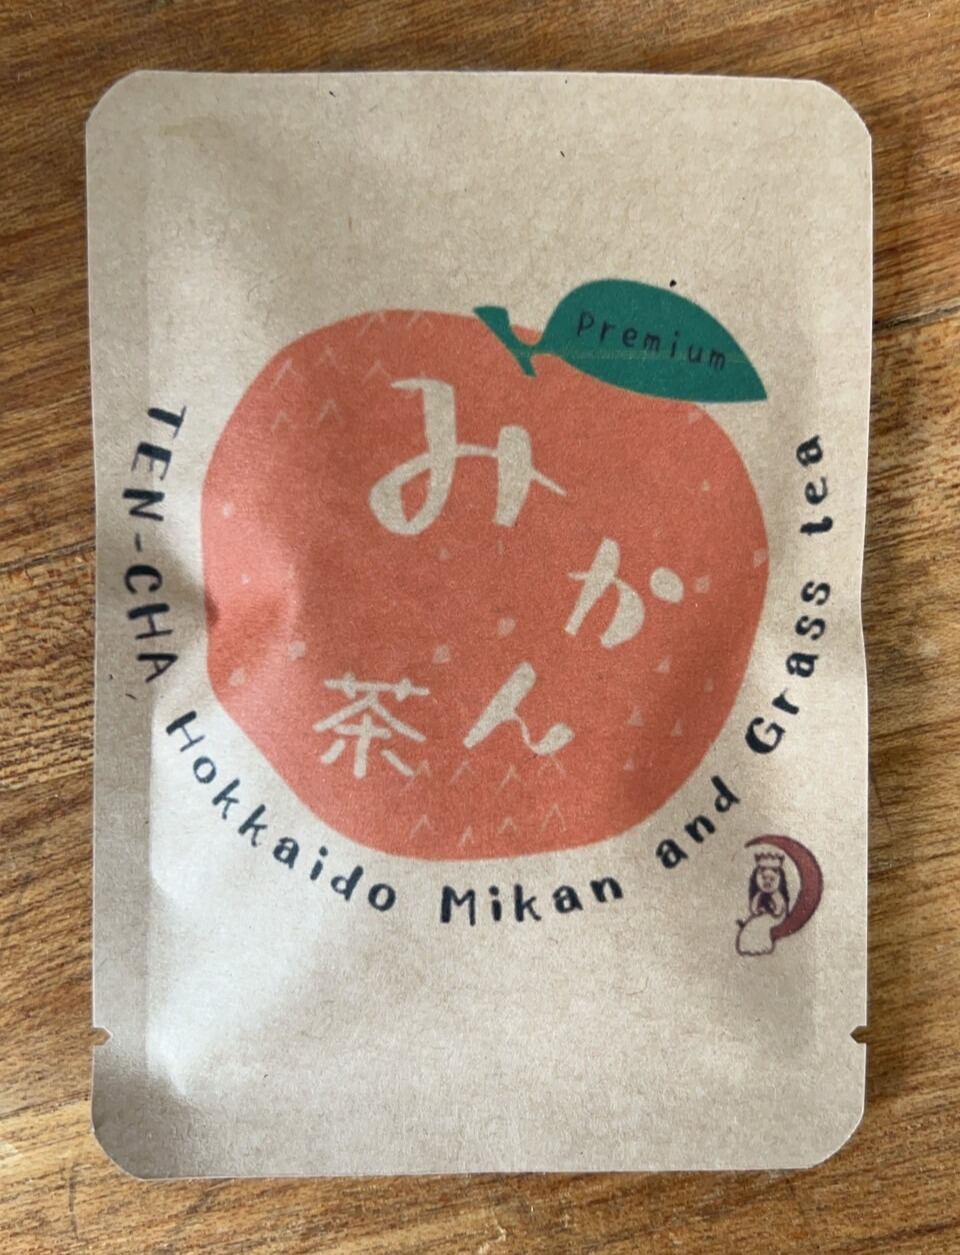 Premium
みかん茶
TEN-CHA Hokkaido Mikan and Grass tea